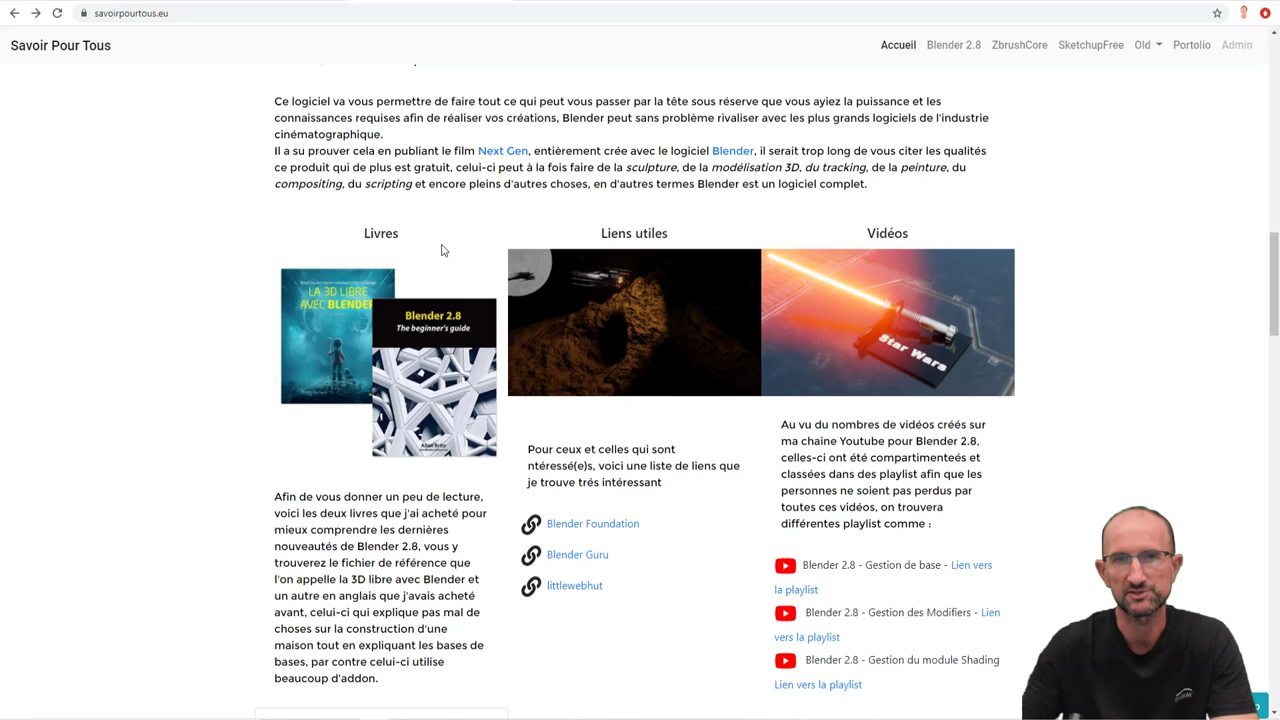 savoirpourtous.eu
Savoir Pour Tous
Accueil
Blender 2.8
ZbrushCore
SketchupFree
Old
Portolio
Admin
Ce logiciel va vous permettre de faire tout ce qui peut vous passer par la tête sous réserve que vous ayiez la puissance et les
connaissances requises afin de réaliser vos créations, Blender peut sans problème rivaliser avec les plus grands logiciels de l'industrie
cinématographique.
Il a su prouver cela en publiant le film Next Gen, entièrement crée avec le logiciel Blender, il serait trop long de vous citer les qualités
ce produit qui de plus est gratuit, celui-ci peut à la fois faire de la sculpture, de la modélisation 3D, du tracking, de la peinture, du
compositing, du scripting et encore pleins d'autres choses, en d'autres termes Blender est un logiciel complet.
Livres
LA 3D LIBRE
AVEC BLENDER
Blender 2.8
The beginner's guide
Allan Brito
Afin de vous donner un peu de lecture,
voici les deux livres que j'ai acheté pour
mieux comprendre les dernières
nouveautés de Blender 2.8, vous y
trouverez le fichier de référence que
l'on appelle la 3D libre avec Blender et
un autre en anglais que j'avais acheté
avant, celui-ci qui explique pas mal de
choses sur la construction d'une
maison tout en expliquant les bases de
bases, par contre celui-ci utilise
beaucoup d'addon.
Liens utiles
Pour ceux et celles qui sont
ntéressé(e)s, voici une liste de liens que
je trouve trés intéressant
Blender Foundation
Blender Guru
littlewebhut
Vidéos
Star Wars
Au vu du nombres de vidéos créés sur
ma chaine Youtube pour Blender 2.8,
celles-ci ont été compartimenteés et
classées dans des playlist afin que les
personnes ne soient pas perdus par
toutes ces vidéos, on trouvera
différentes playlist comme :
Blender 2.8 - Gestion de base - Lien vers
la playlist
Blender 2.8 - Gestion des Modifiers - Lien
vers la playlist
Blender 2.8 - Gestion du module Shading
Lien vers la playlist